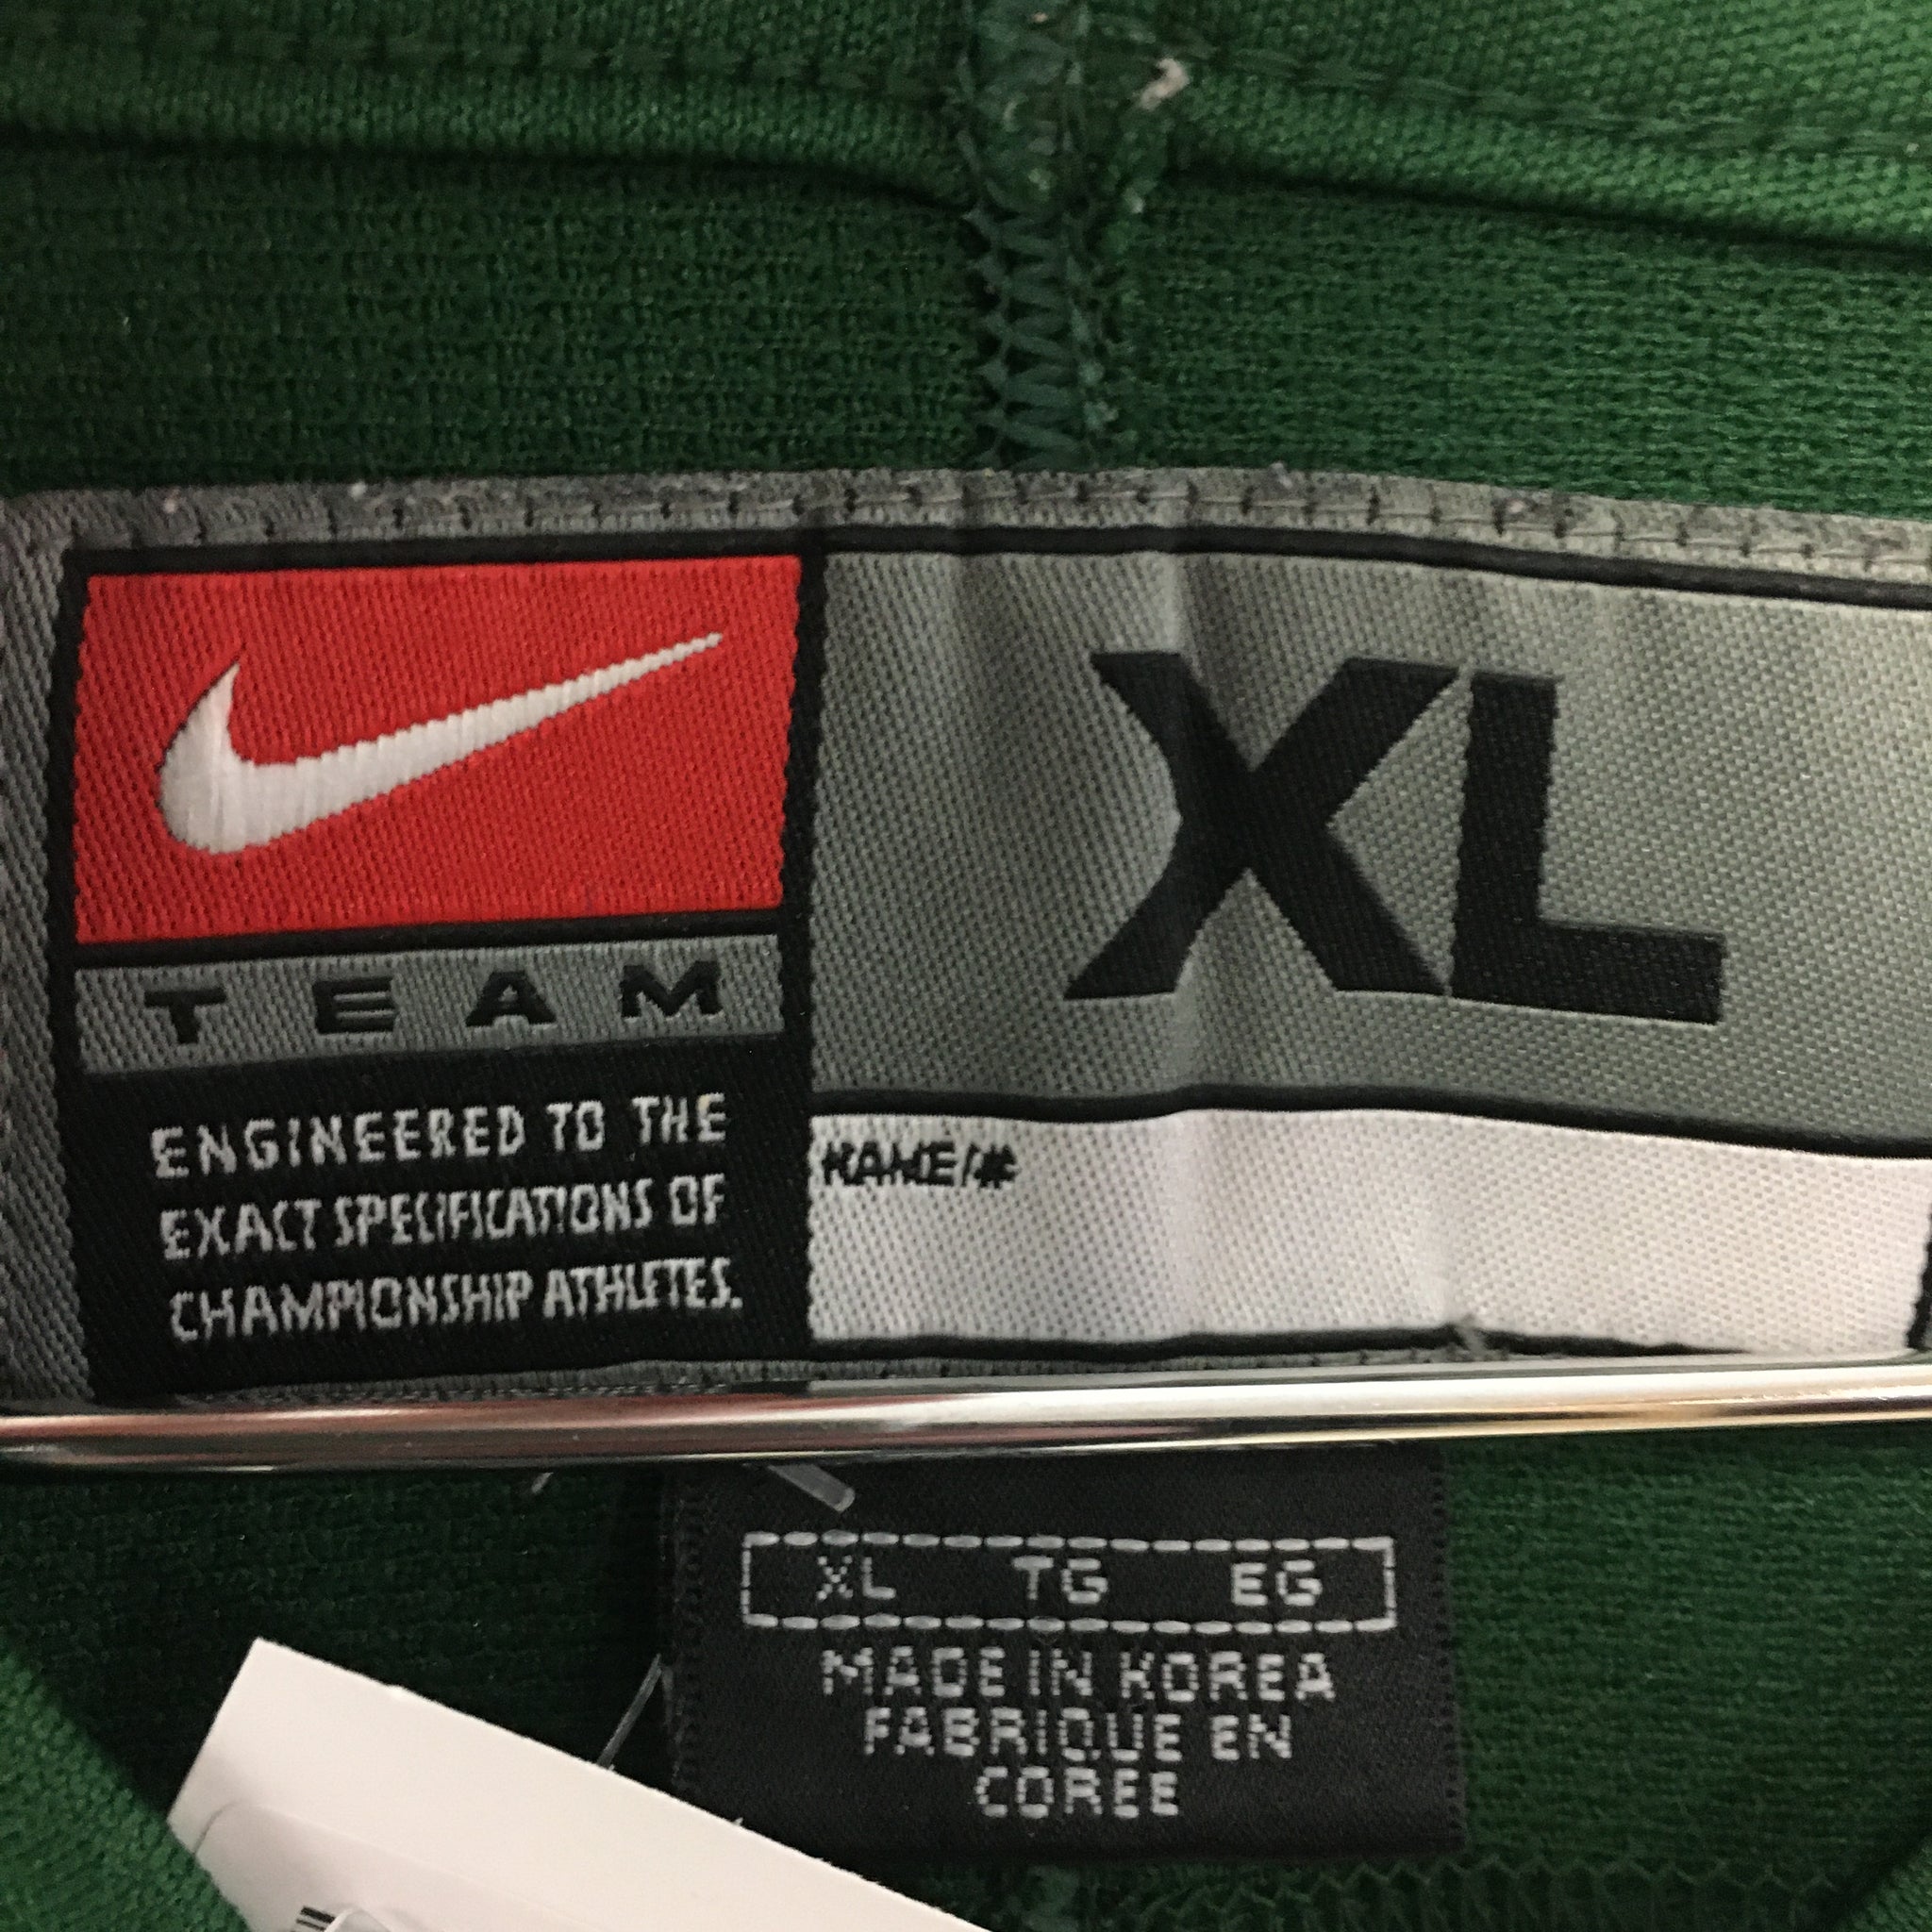 XL
TEAM
ENGINEERED TO THE
EXACT SPECIFICATIONS OF
CHAMPIONSHIP ATHLETES.
NAME/#
XL TG EG
MADE IN KOREA
FABRIQUE EN
COREE